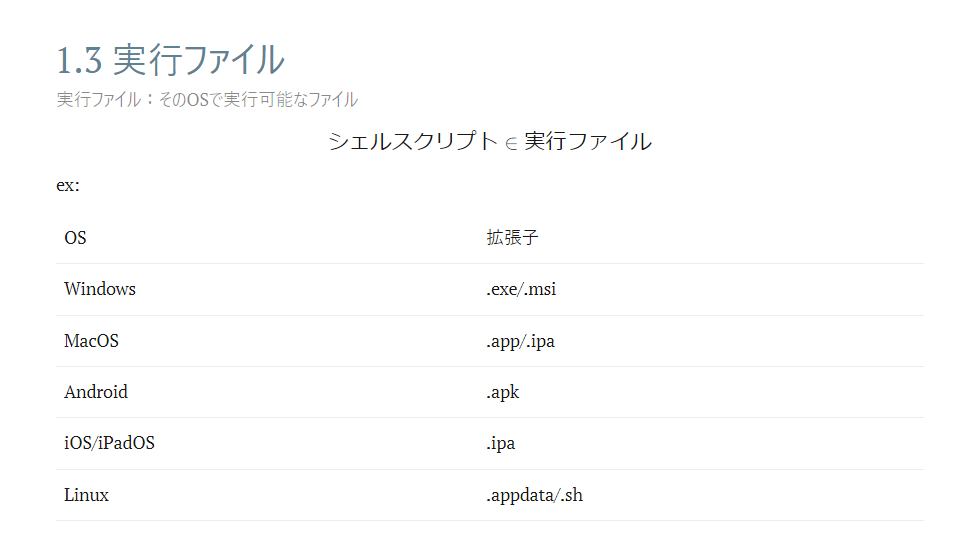 1.3 実行ファイル
実行ファイル：そのOSで実行可能なファイル
シェルスクリプト ∈ 実行ファイル
ex:
OS 拡張子
Windows .exe/.msi
MacOS .app/.ipa
Android .apk
iOS/iPadOS .ipa
Linux .appdata/.sh